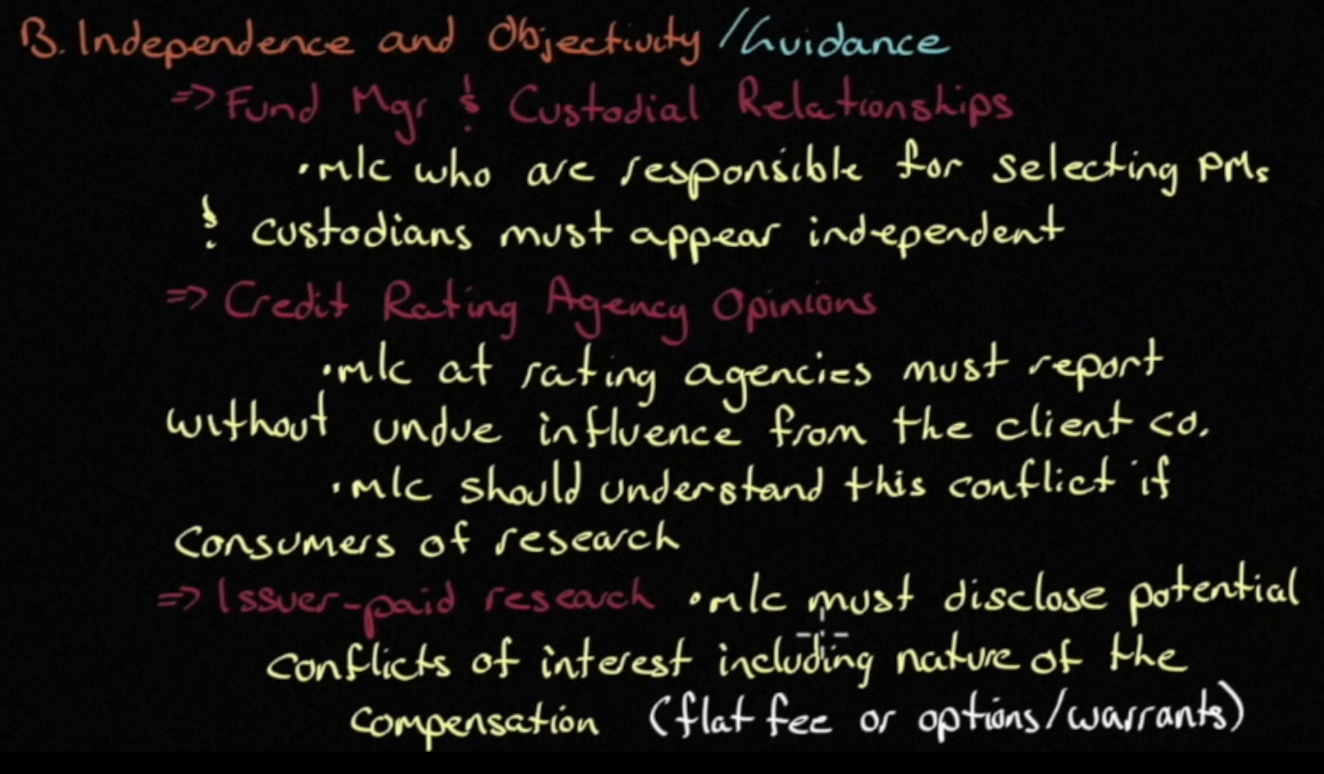 B. Independence and Objectivity /Guidance
=> Fund Mgr & Custodial Relationships
• m/c who are responsible for selecting PMs
& custodians must appear independent
=> Credit Rating Agency Opinions
• m/c at rating agencies must report
without undue influence from the client co.
• m/c should understand this conflict if
consumers of research
=> Issuer-paid research • m/c must disclose potential
conflicts of interest including nature of the
compensation (flat fee or options/warrants)